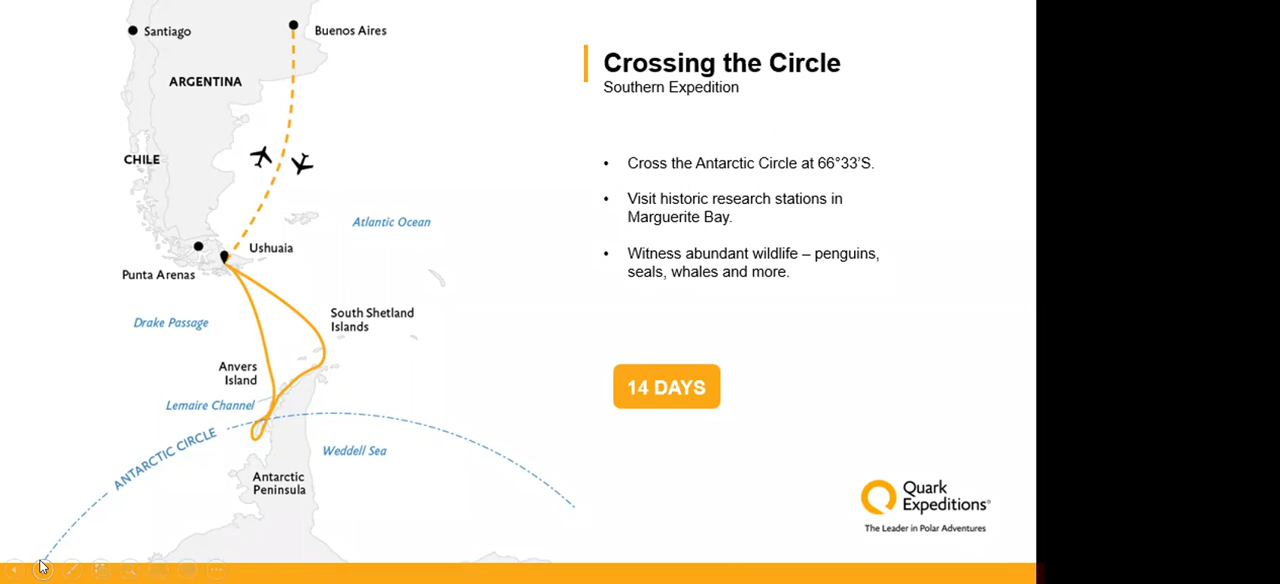 Santiago
Buenos Aires
ARGENTINA
CHILE
Atlantic Ocean
Ushuaia
Punta Arenas
Drake Passage
South Shetland
Islands
Anvers
Island
Lemaire Channel
ANTARCTIC CIRCLE
Weddell Sea
Antarctic
Peninsula
Crossing the Circle
Southern Expedition
• Cross the Antarctic Circle at 66°33’S.
• Visit historic research stations in
Marguerite Bay.
• Witness abundant wildlife – penguins,
seals, whales and more.
14 DAYS
Quark
Expeditions®
The Leader in Polar Adventures